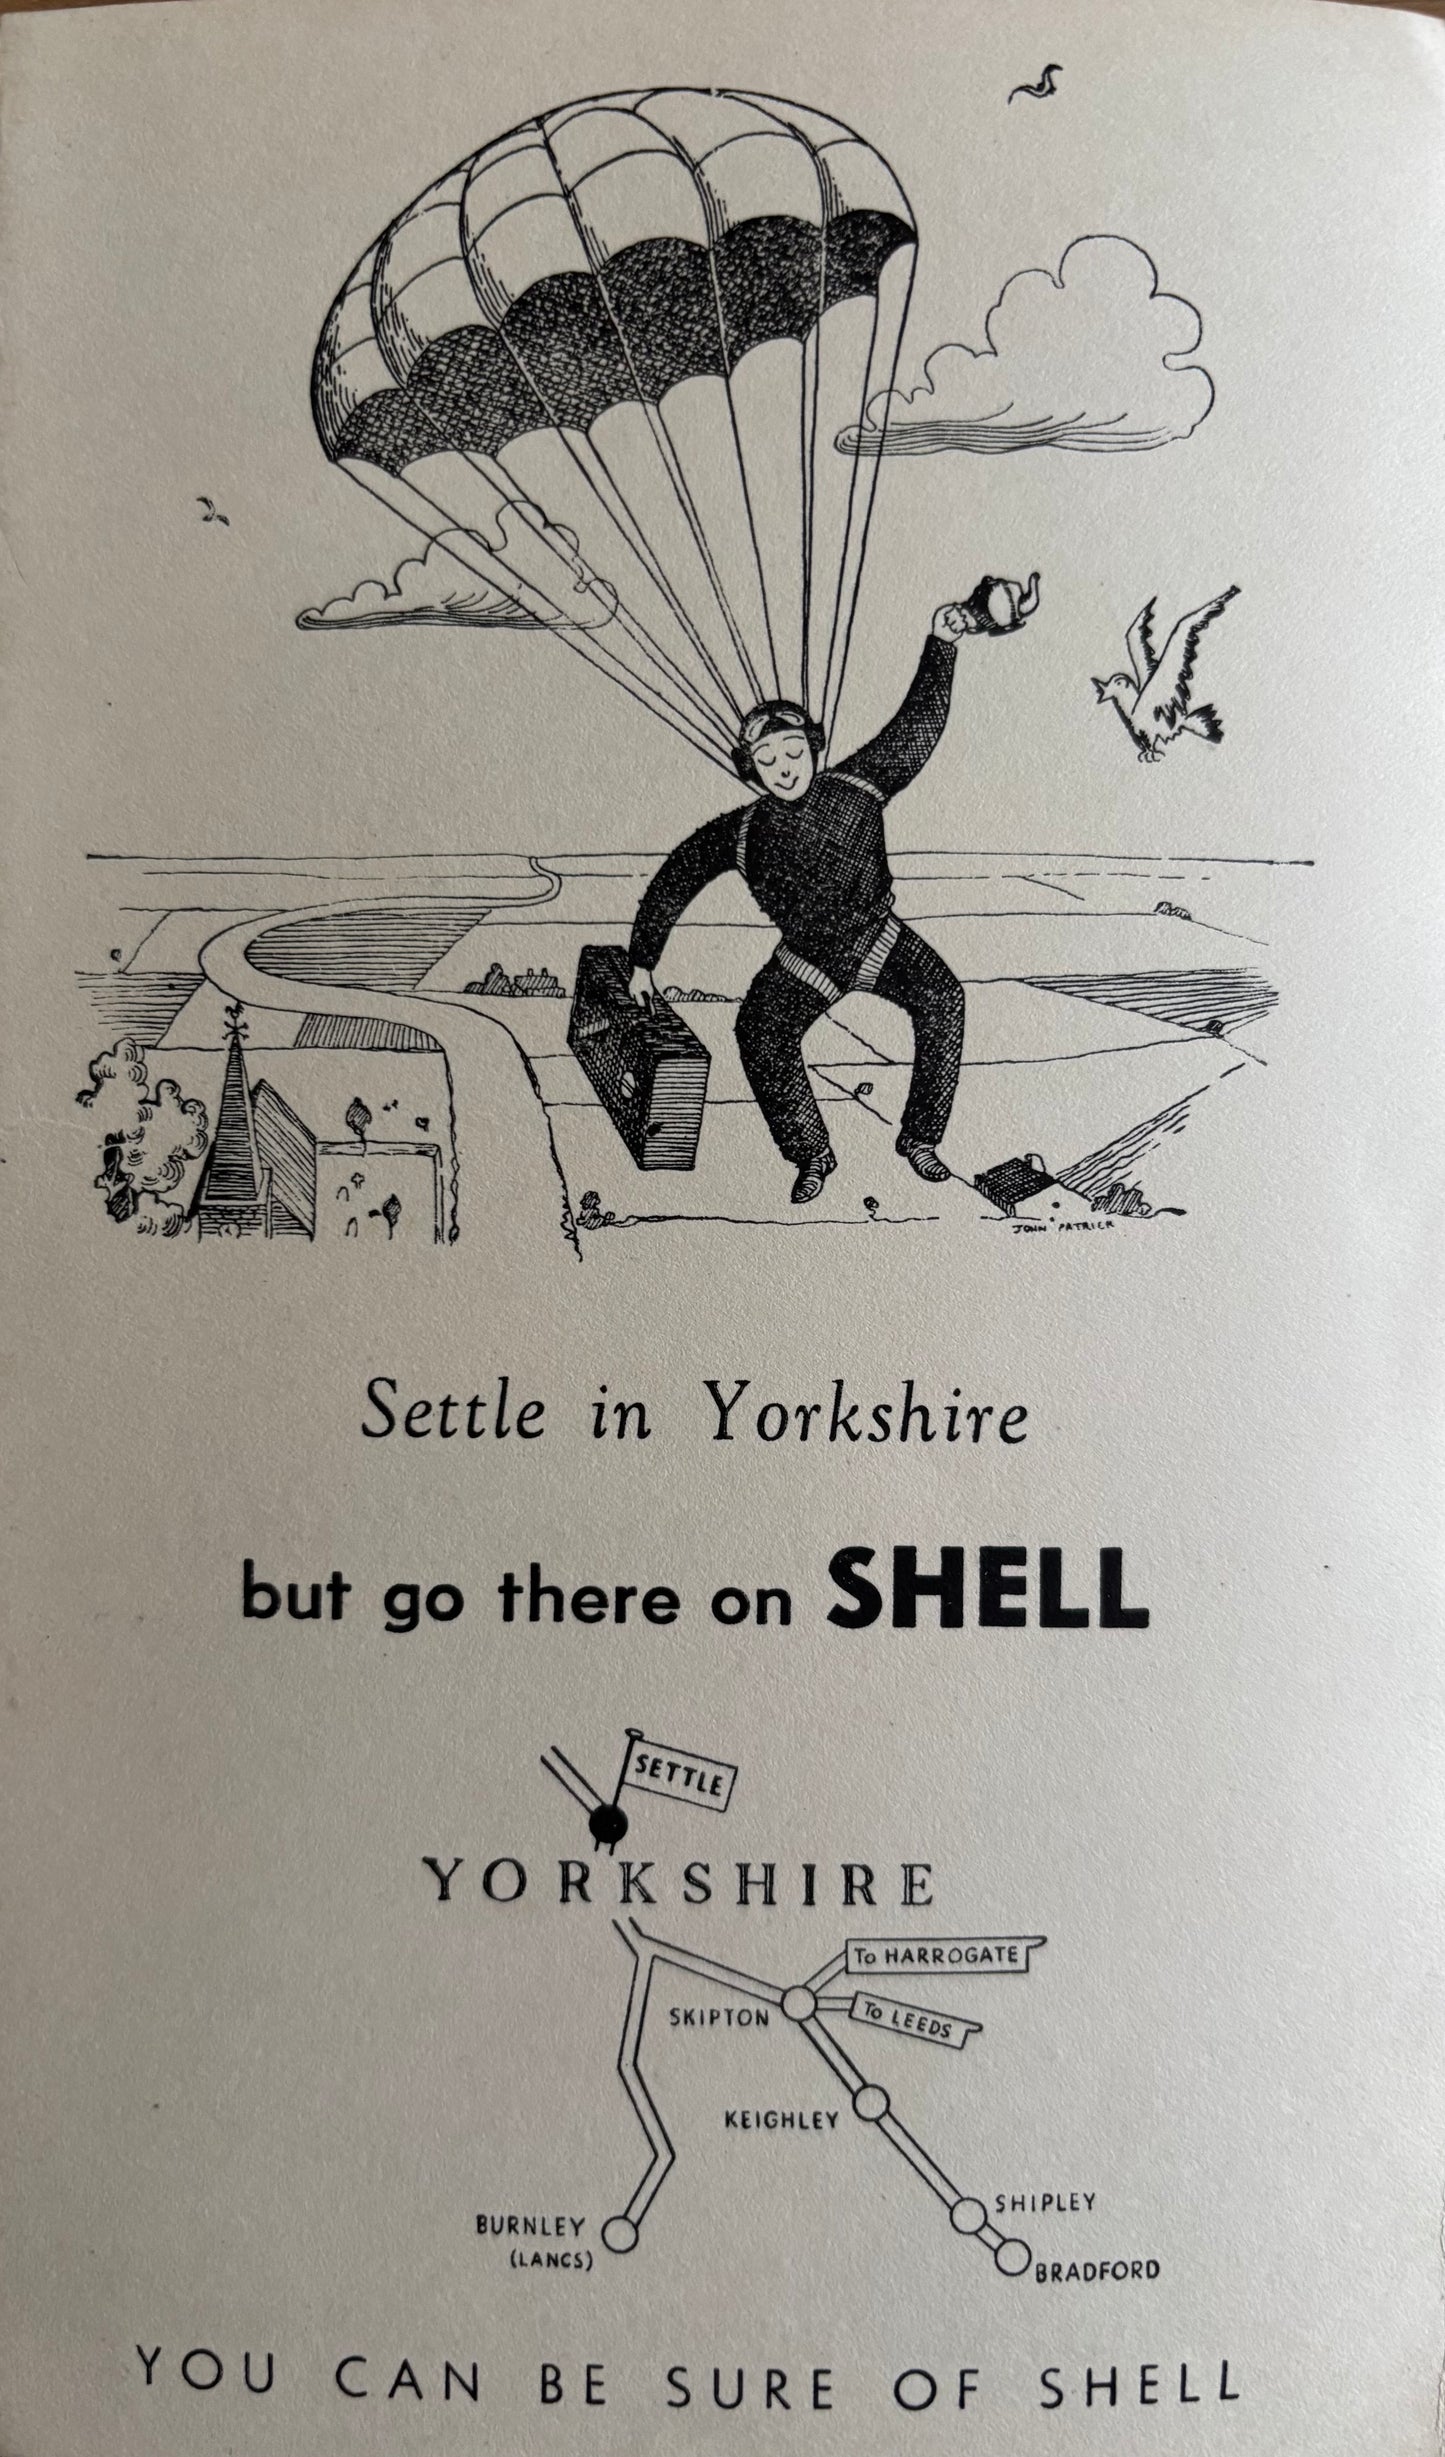 JOHN PATRICK
Settle in Yorkshire
but go there on SHELL
SETTLE
YORKSHIRE
To HARROGATE
SKIPTON
To LEEDS
KEIGHLEY
SHIPLEY
BURNLEY
(LANCS)
BRADFORD
YOU CAN BE SURE OF SHELL